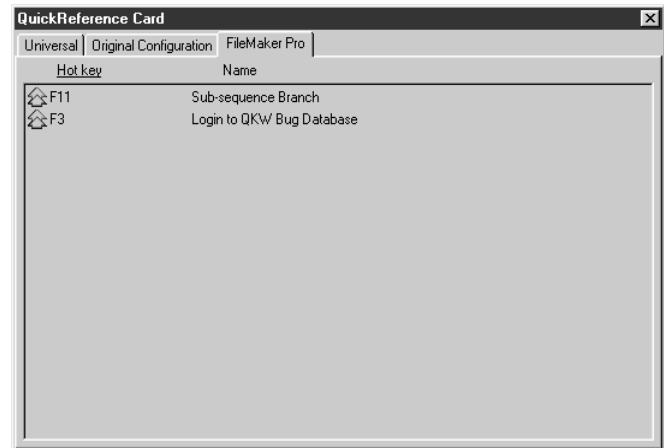 QuickReference Card
Universal Original Configuration FileMaker Pro
Hot key Name
F11 Sub-sequence Branch
F3 Login to QKW Bug Database